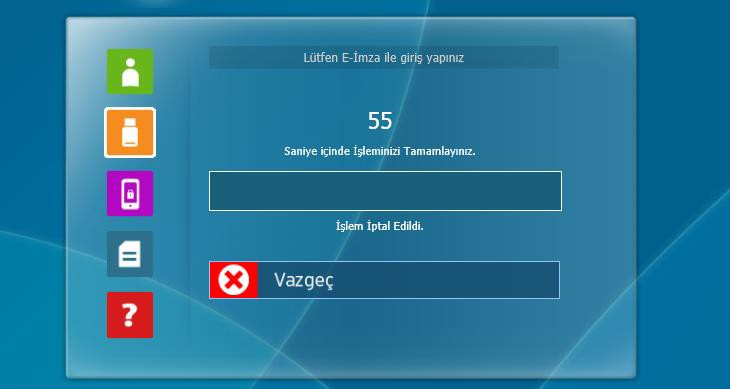 Lütfen E-İmza ile giriş yapınız
55
Saniye içinde İşleminizi Tamamlayınız.
İşlem İptal Edildi.
Vazgeç
?